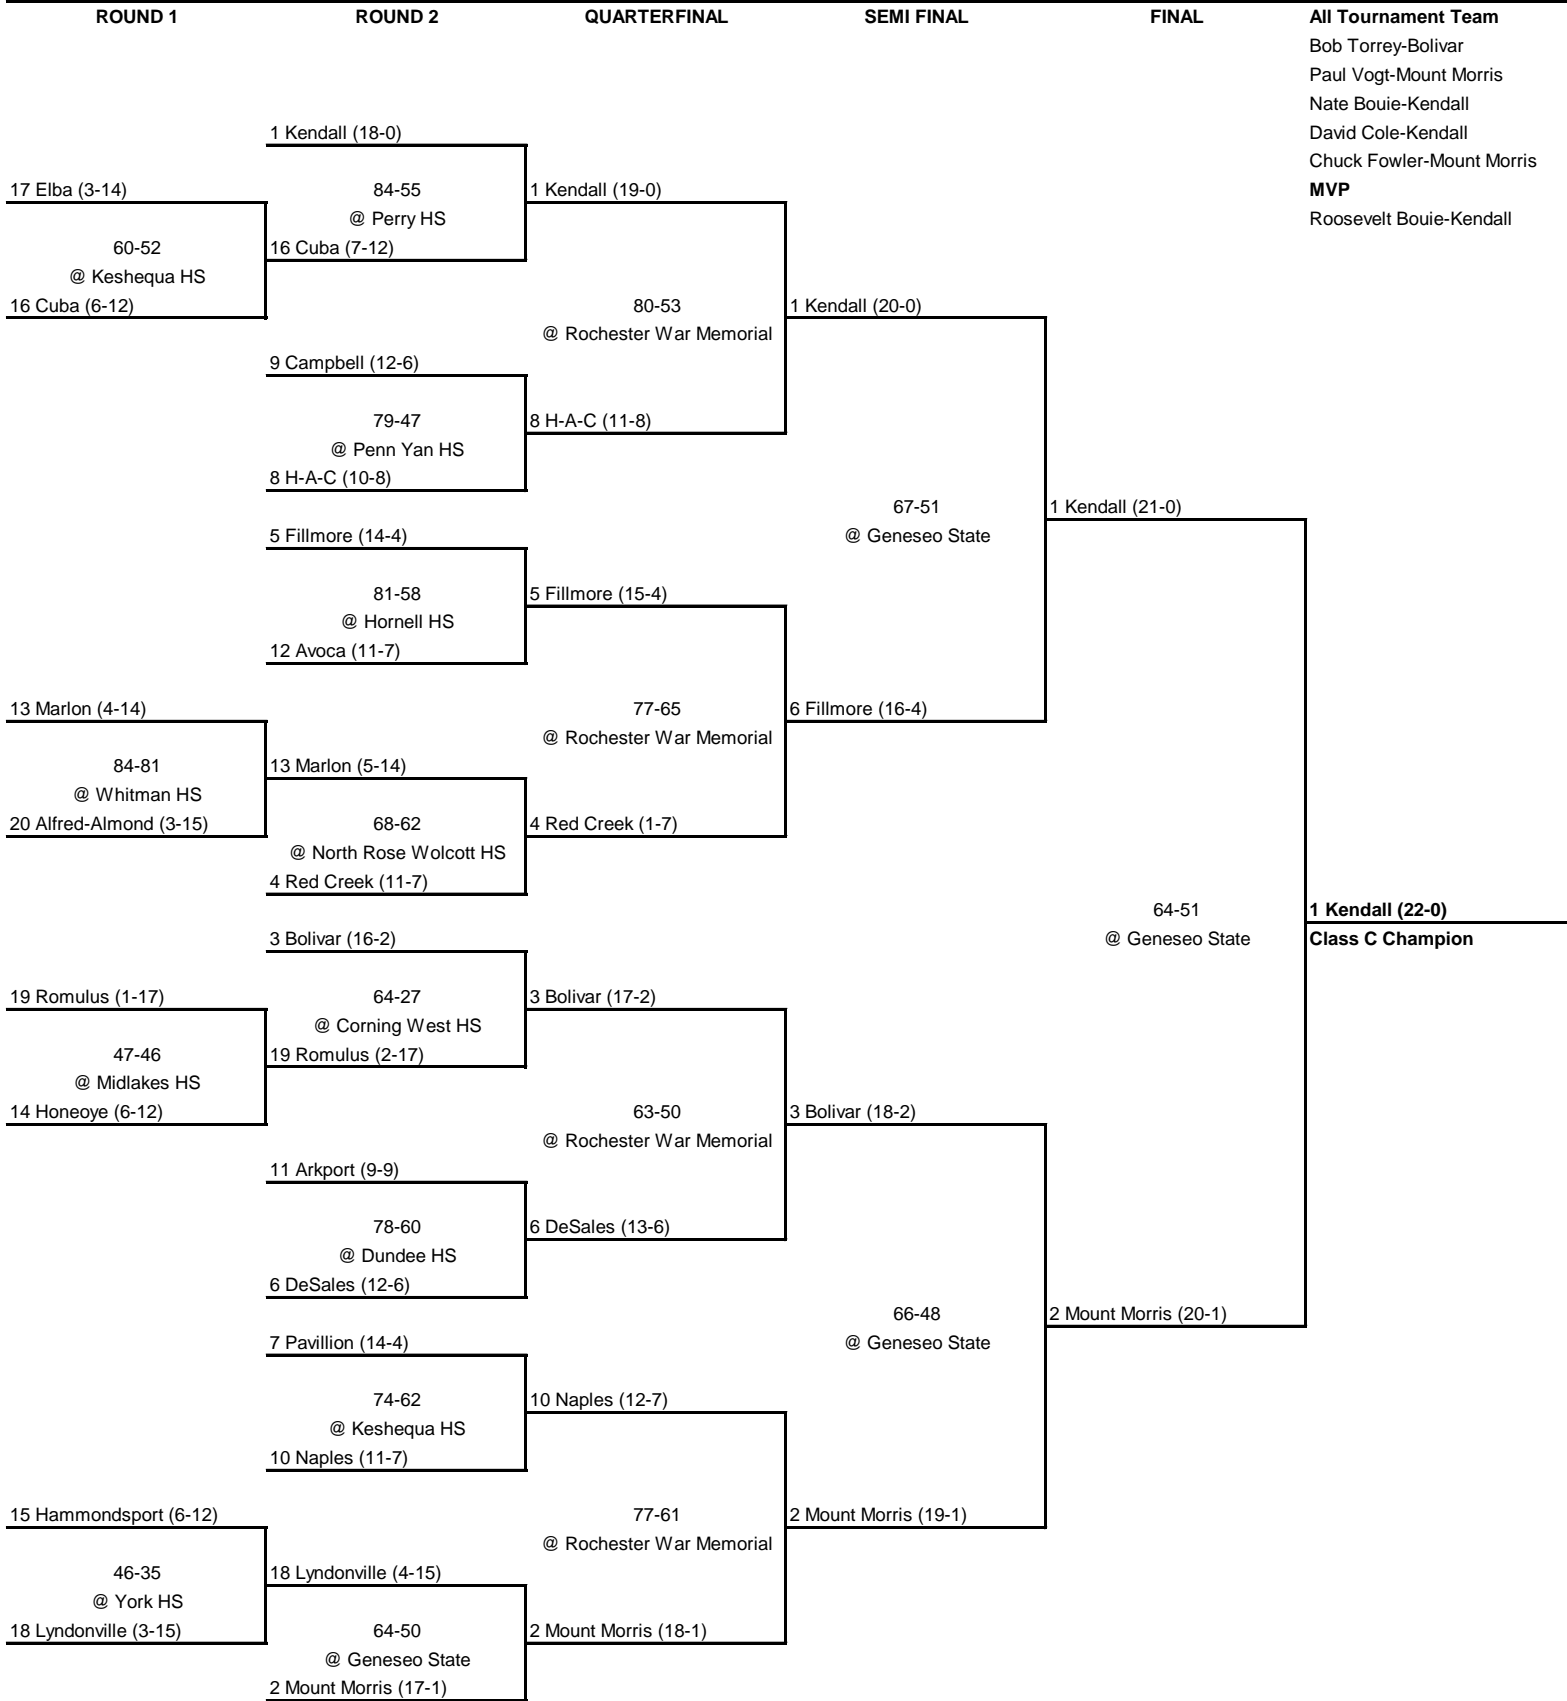 ROUND 1 ROUND 2 QUARTERFINAL SEMI FINAL FINAL All Tournament Team
Bob Torrey-Bolivar
Paul Vogt-Mount Morris
Nate Bouie-Kendall
1 Kendall (18-0) David Cole-Kendall
Chuck Fowler-Mount Morris
17 Elba (3-14) 84-55 1 Kendall (19-0) MVP
@ Perry HS Roosevelt Bouie-Kendall
60-52 16 Cuba (7-12)
@ Keshequa HS
16 Cuba (6-12) 80-53 1 Kendall (20-0)
@ Rochester War Memorial
9 Campbell (12-6)
79-47 8 H-A-C (11-8)
@ Penn Yan HS
8 H-A-C (10-8)
67-51 1 Kendall (21-0)
5 Fillmore (14-4) @ Geneseo State
81-58 5 Fillmore (15-4)
@ Hornell HS
12 Avoca (11-7)
13 Marlon (4-14) 77-65 6 Fillmore (16-4)
@ Rochester War Memorial
84-81 13 Marlon (5-14)
@ Whitman HS
20 Alfred-Almond (3-15) 68-62 4 Red Creek (1-7)
@ North Rose Wolcott HS
4 Red Creek (11-7)
64-51 1 Kendall (22-0)
3 Bolivar (16-2) @ Geneseo State Class C Champion
19 Romulus (1-17) 64-27 3 Bolivar (17-2)
@ Corning West HS
47-46 19 Romulus (2-17)
@ Midlakes HS
14 Honeoye (6-12) 63-50 3 Bolivar (18-2)
@ Rochester War Memorial
11 Arkport (9-9)
78-60 6 DeSales (13-6)
@ Dundee HS
6 DeSales (12-6)
66-48 2 Mount Morris (20-1)
7 Pavillion (14-4) @ Geneseo State
74-62 10 Naples (12-7)
@ Keshequa HS
10 Naples (11-7)
15 Hammondsport (6-12) 77-61 2 Mount Morris (19-1)
@ Rochester War Memorial
46-35 18 Lyndonville (4-15)
@ York HS
18 Lyndonville (3-15) 64-50 2 Mount Morris (18-1)
@ Geneseo State
2 Mount Morris (17-1)